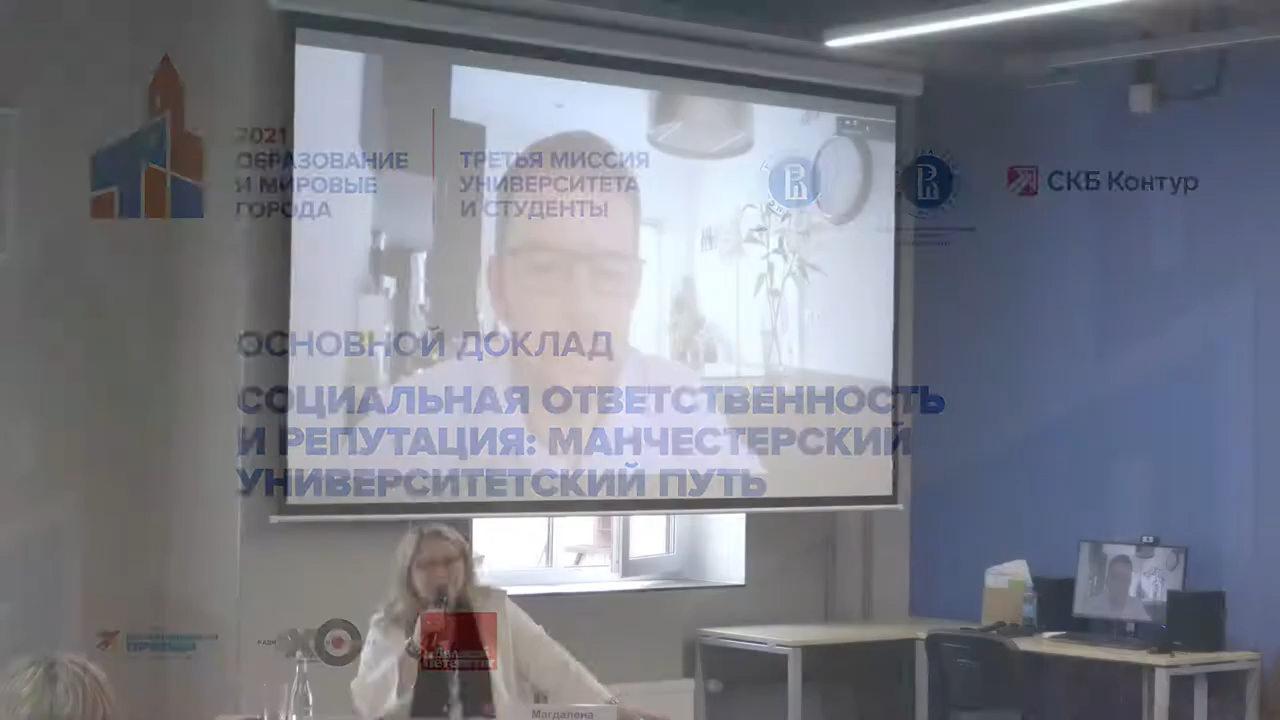 2021
ОБРАЗОВАНИЕ
И МИРОВЫЕ
ГОРОДА
ТРЕТЬЯ МИССИЯ
УНИВЕРСИТЕТА
И СТУДЕНТЫ
СКБ Контур
ОСНОВНОЙ ДОКЛАД
СОЦИАЛЬНАЯ ОТВЕТСТВЕННОСТЬ
И РЕПУТАЦИЯ: МАНЧЕСТЕРСКИЙ
УНИВЕРСИТЕТСКИЙ ПУТЬ
Магдалена